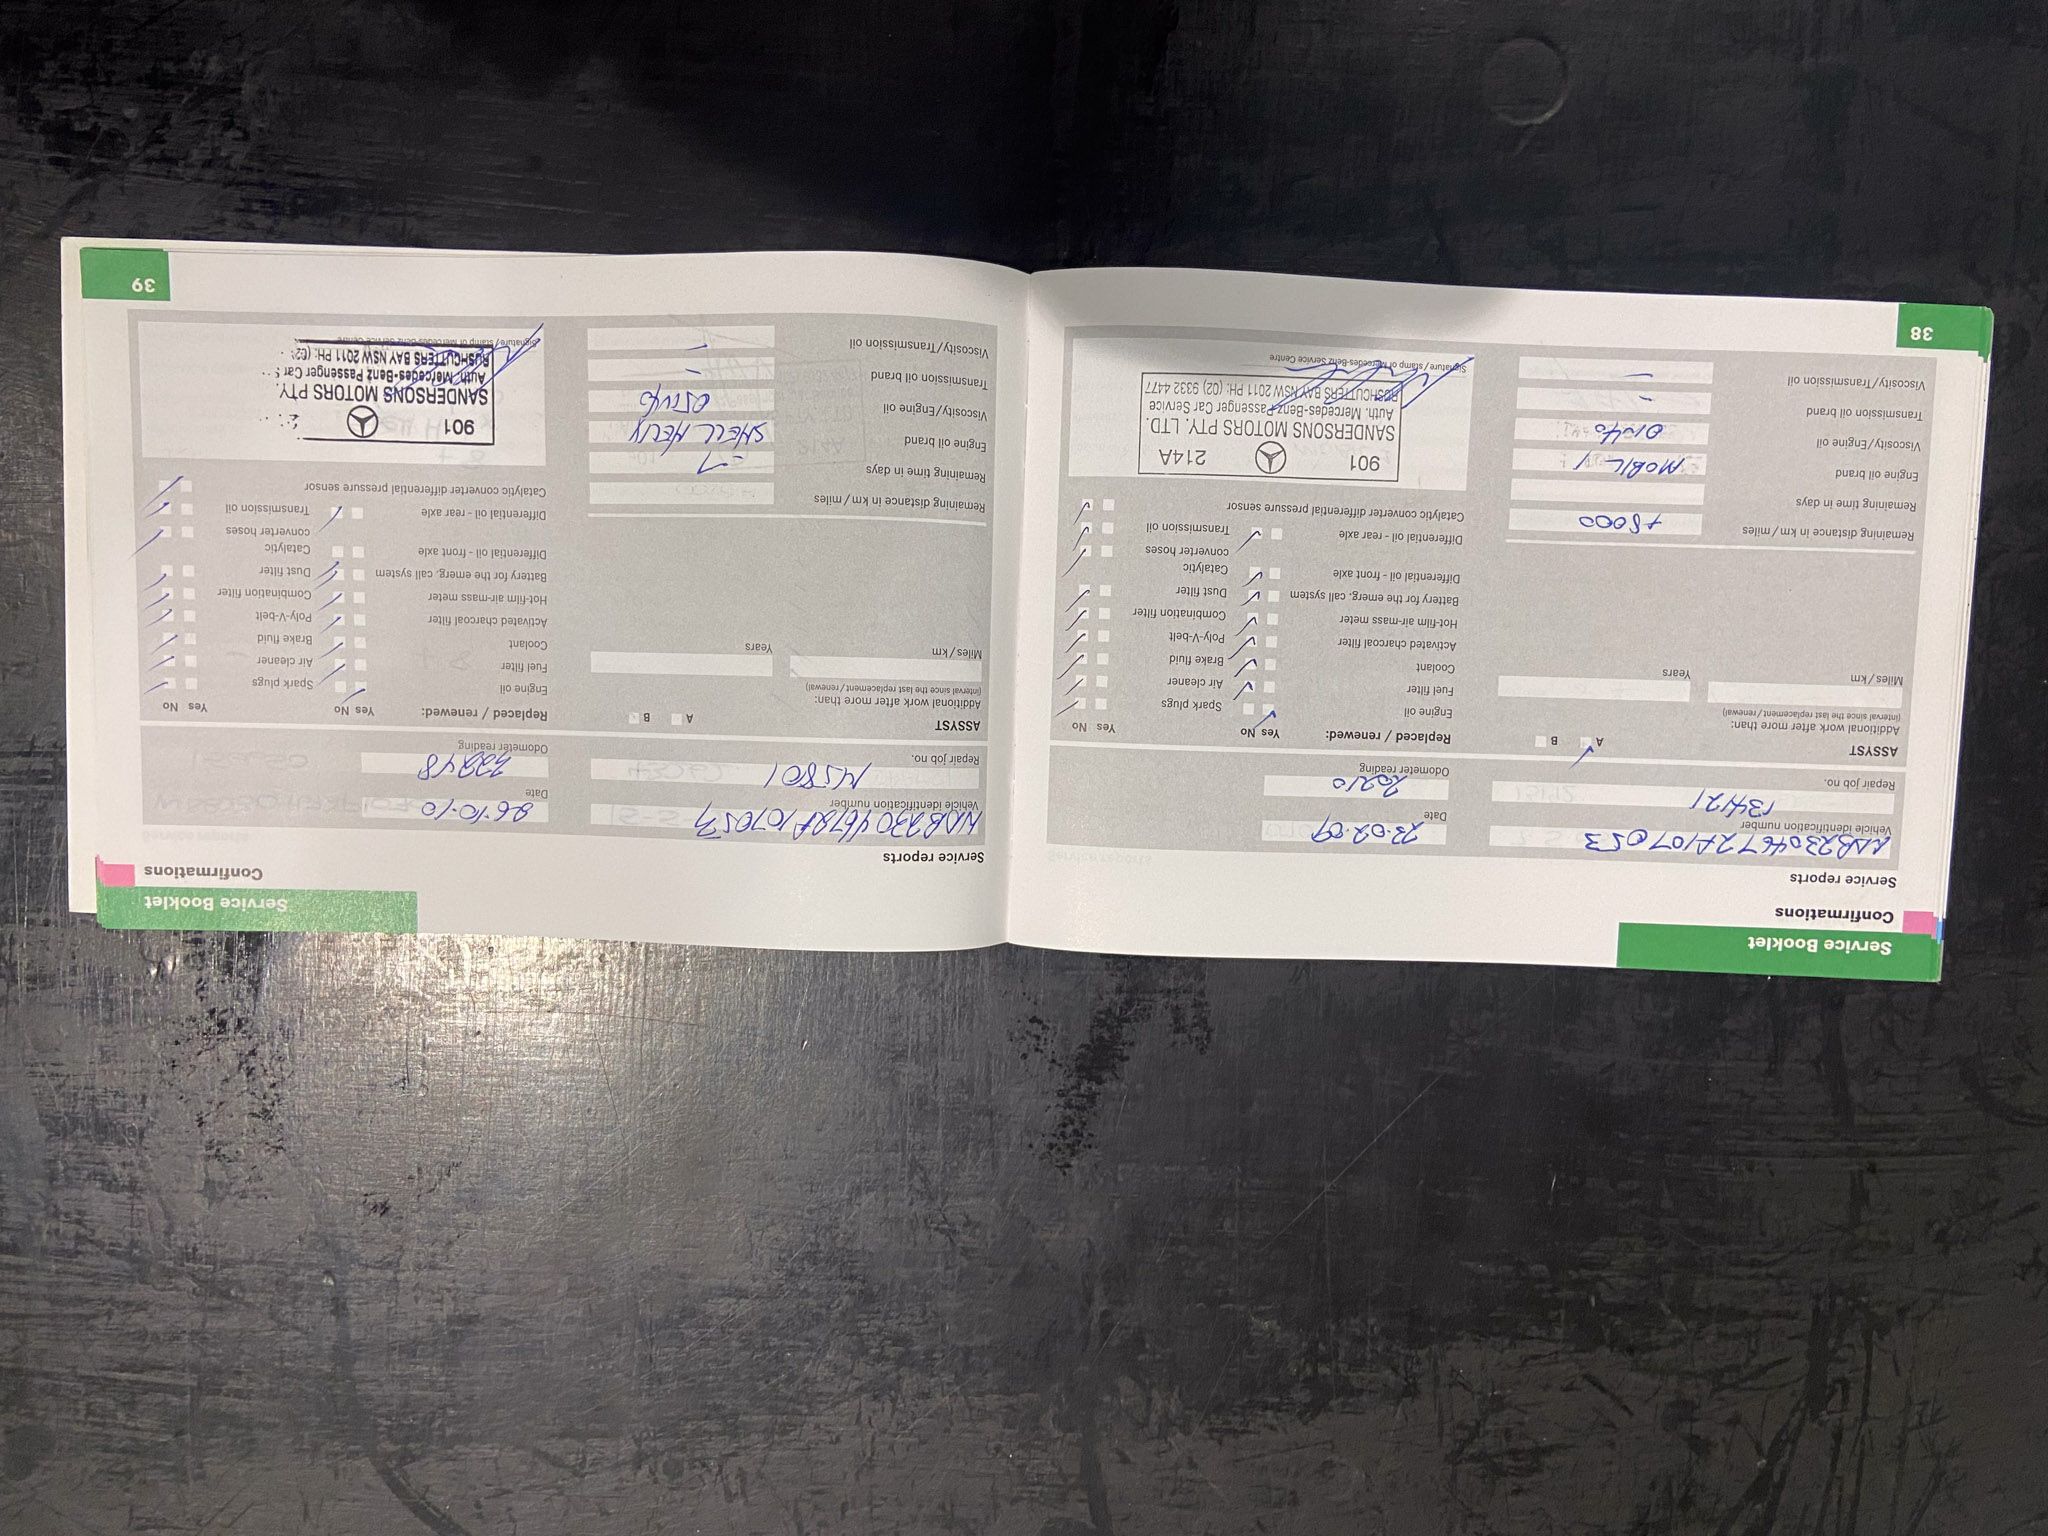 Service Booklet
Confirmations
Service reports
WDB2304672A107053
23.02.09
Vehicle identification number
Date
134121
20210
Repair job no.
Odometer reading
ASSYST
A
B
Additional work after more than:
(interval since the last replacement / renewal)
Miles/km
Years
Replaced / renewed:
Yes No
Yes No
Engine oil
Spark plugs
Fuel filter
Air cleaner
Coolant
Brake fluid
Activated charcoal filter
Poly-V-belt
Hot-film air-mass meter
Combination filter
Battery for the emerg. call system
Dust filter
Differential oil - front axle
Catalytic
converter hoses
Differential oil - rear axle
Transmission oil
Catalytic converter differential pressure sensor
Remaining distance in km / miles
+8000
Remaining time in days
Engine oil brand
MOBIL 1
Viscosity/Engine oil
0W40
Transmission oil brand
-
Viscosity/Transmission oil
-
901
214A
SANDERSONS MOTORS PTY. LTD.
Auth. Mercedes-Benz Passenger Car Service
RUSHCUTTERS BAY NSW 2011 PH: (02) 9332 4477
Signature / stamp of Mercedes-Benz Service Centre
38
Service Booklet
Confirmations
Service reports
WDB2304672A107053
26.10.10
Vehicle identification number
Date
32248
Repair job no.
Odometer reading
ASSYST
A
B
Additional work after more than:
(interval since the last replacement / renewal)
Miles/km
Years
Replaced / renewed:
Yes No
Yes No
Engine oil
Spark plugs
Fuel filter
Air cleaner
Coolant
Brake fluid
Activated charcoal filter
Poly-V-belt
Hot-film air-mass meter
Combination filter
Battery for the emerg. call system
Dust filter
Differential oil - front axle
Catalytic
converter hoses
Differential oil - rear axle
Transmission oil
Catalytic converter differential pressure sensor
Remaining distance in km / miles
Remaining time in days
-7
Engine oil brand
SHELL HELIX
Viscosity/Engine oil
05W40
Transmission oil brand
-
Viscosity/Transmission oil
-
901
SANDERSONS MOTORS PTY.
Auth. Mercedes-Benz Passenger Car S
RUSHCUTTERS BAY NSW 2011 PH: (02)
Signature / stamp of Mercedes-Benz Service Centre
39